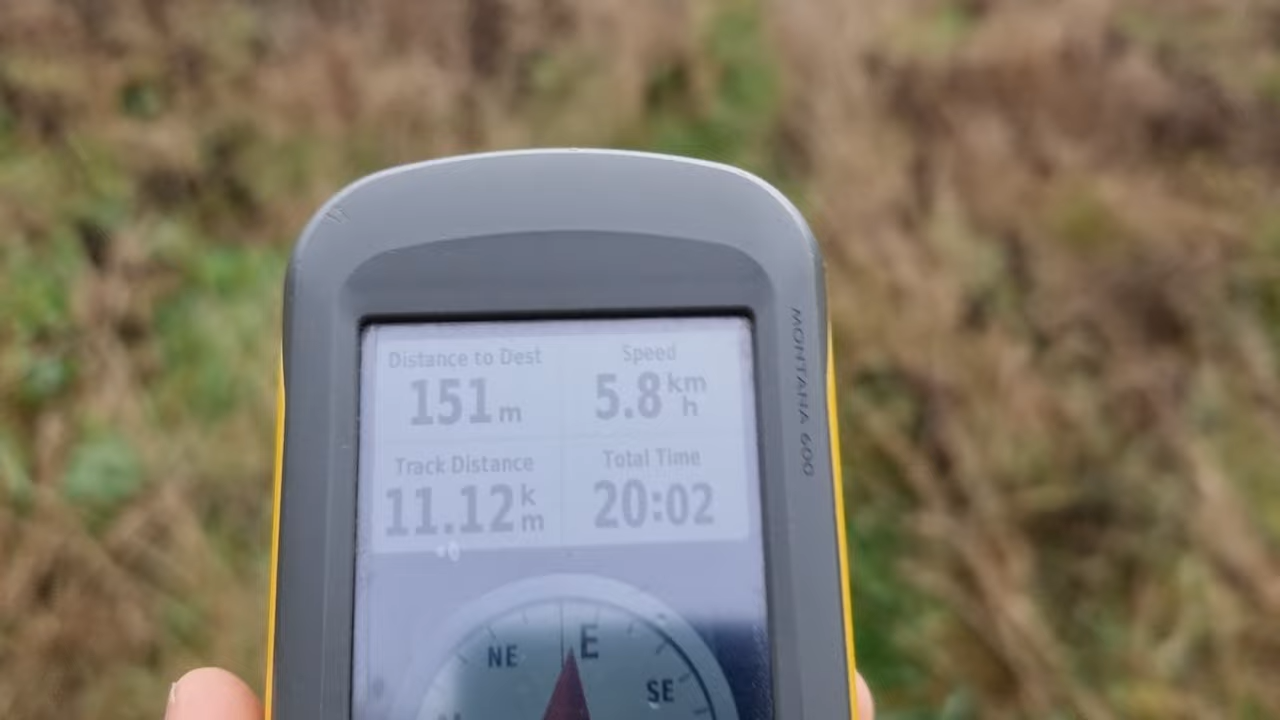 Distance to Dest
151 m
Speed
5.8 km h
Track Distance
11.12 km
Total Time
20:02
NE
E
SE
MONTANA 600